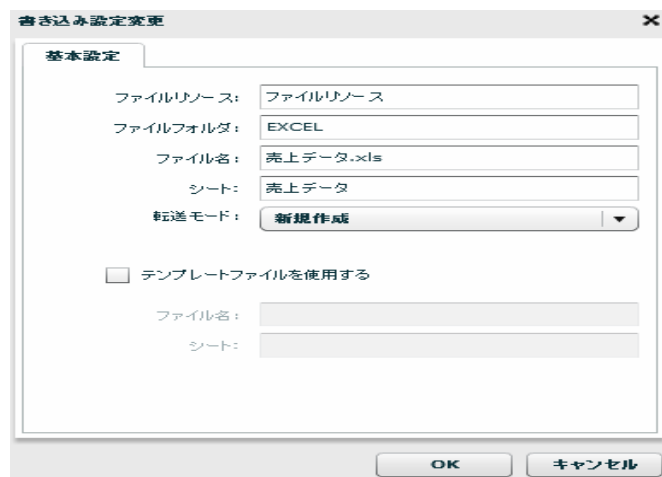 書き込み設定変更
基本設定
ファイルリソース: ファイルリソース
ファイルフォルダ: EXCEL
ファイル名: 売上データ.xls
シート: 売上データ
転送モード: 新規作成
テンプレートファイルを使用する
ファイル名:
シート:
OK キャンセル